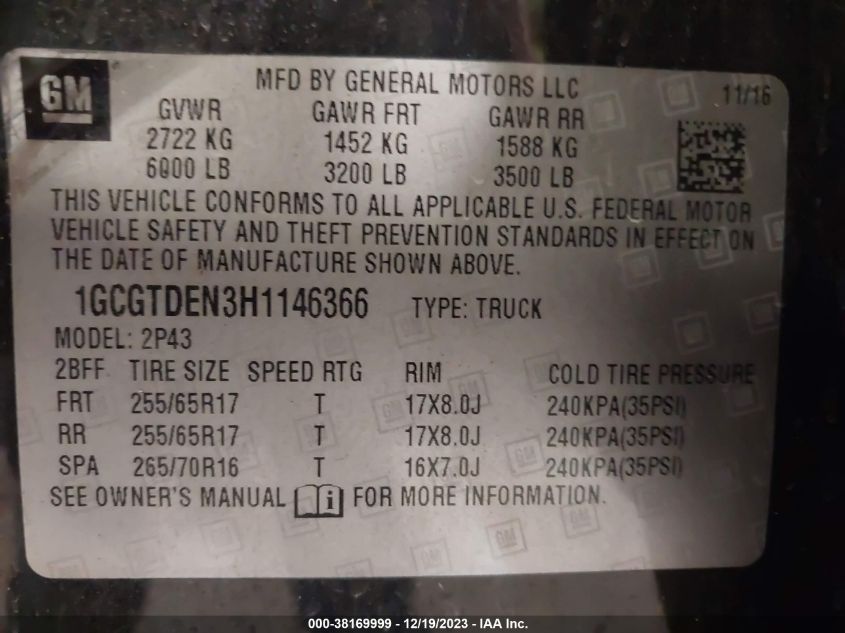 GM
MFD BY GENERAL MOTORS LLC
11/16
GVWR GAWR FRT GAWR RR
2722 KG 1452 KG 1588 KG
6000 LB 3200 LB 3500 LB
THIS VEHICLE CONFORMS TO ALL APPLICABLE U.S. FEDERAL MOTOR
VEHICLE SAFETY AND THEFT PREVENTION STANDARDS IN EFFECT ON
THE DATE OF MANUFACTURE SHOWN ABOVE.
1GCGTDEN3H1146366 TYPE: TRUCK
MODEL: 2P43
2BFF TIRE SIZE SPEED RTG RIM COLD TIRE PRESSURE
FRT 255/65R17 T 17X8.0J 240KPA(35PSI)
RR 255/65R17 T 17X8.0J 240KPA(35PSI)
SPA 265/70R16 T 16X7.0J 240KPA(35PSI)
SEE OWNER'S MANUAL i FOR MORE INFORMATION.
000-38169999 - 12/19/2023 - IAA Inc.